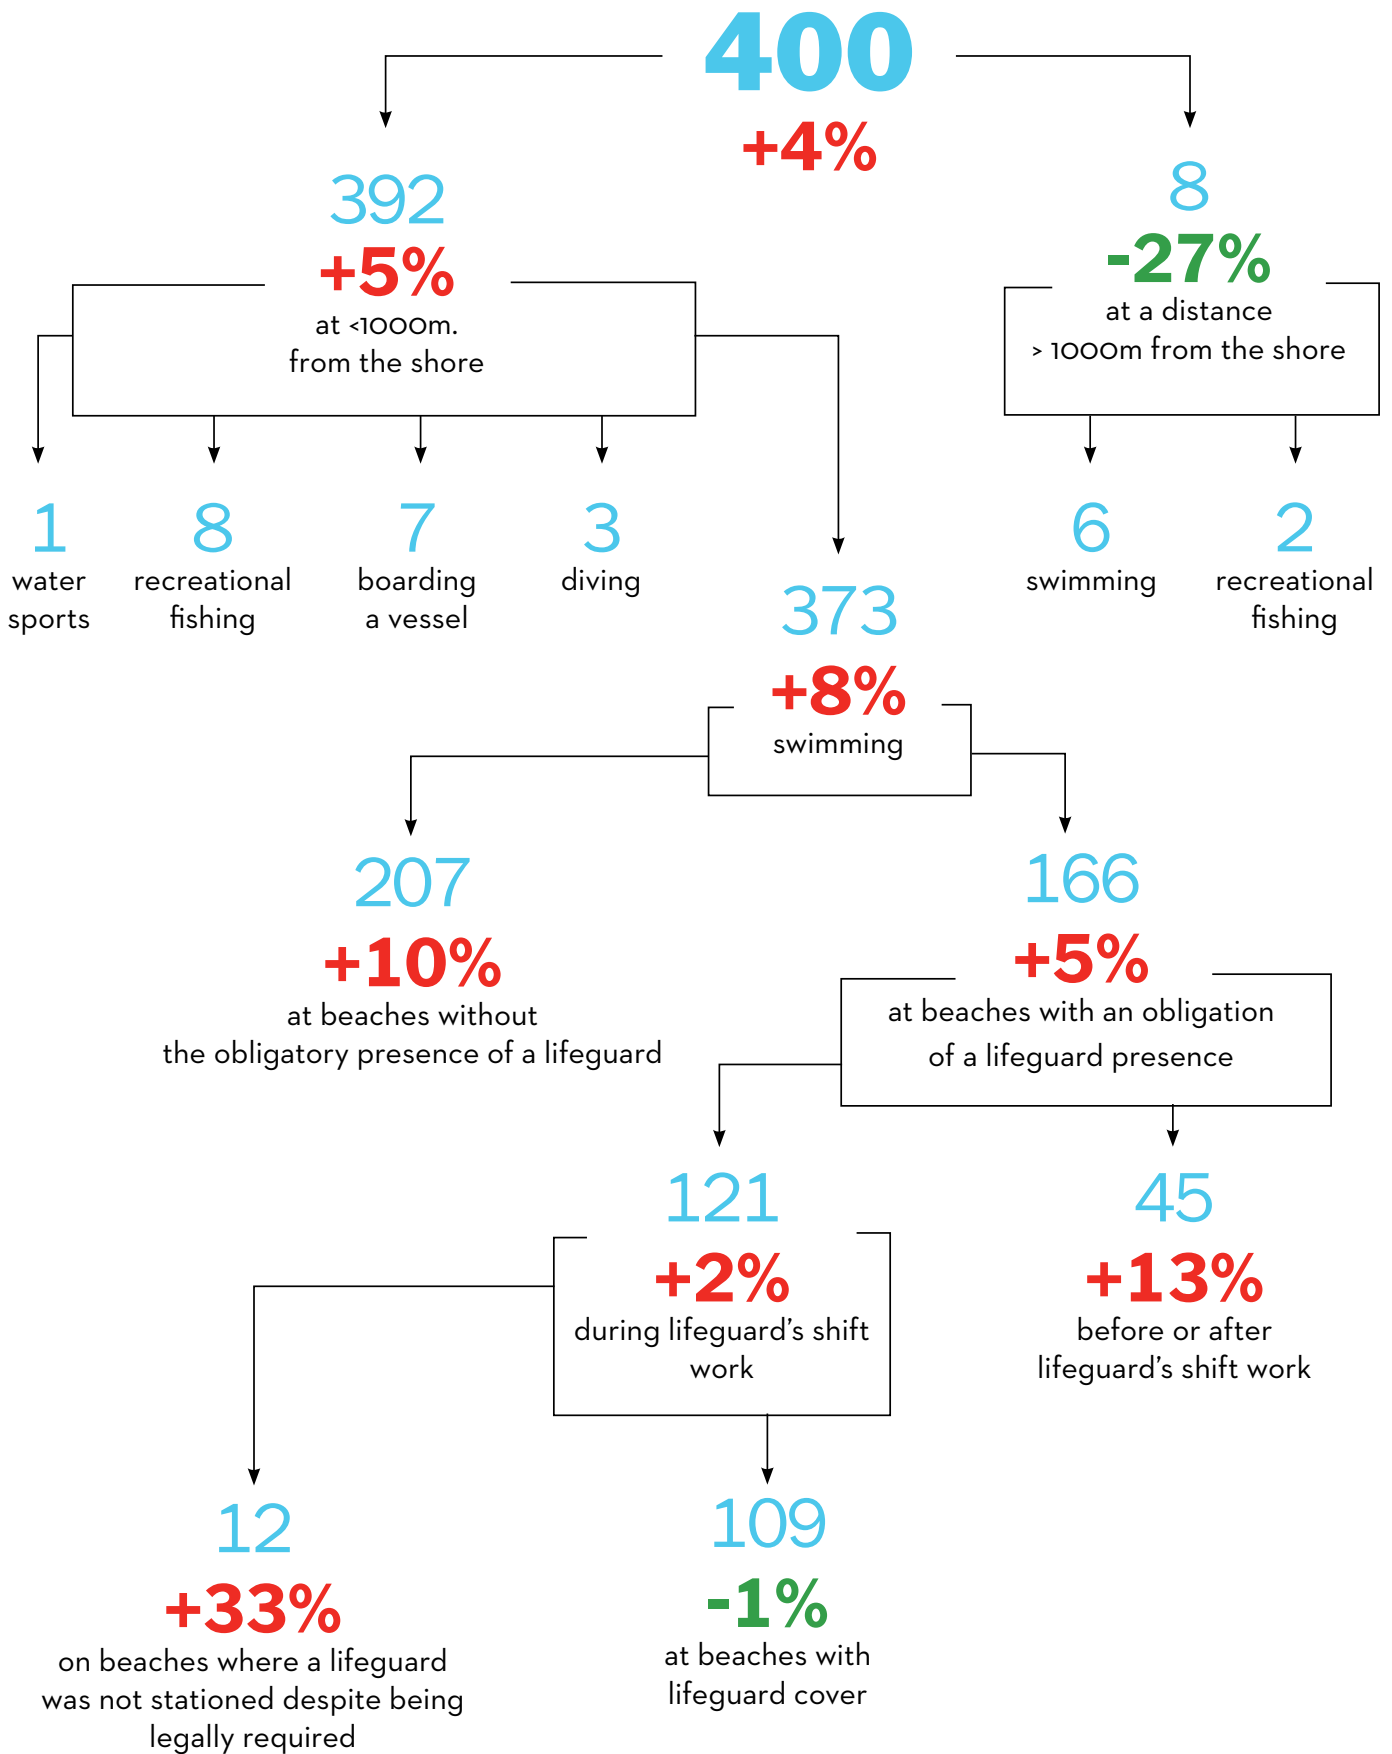 400
+4%
392
+5%
at <1000m.
from the shore
8
-27%
at a distance
> 1000m from the shore
1
water
sports
8
recreational
fishing
7
boarding
a vessel
3
diving
373
+8%
swimming
6
swimming
2
recreational
fishing
207
+10%
at beaches without
the obligatory presence of a lifeguard
166
+5%
at beaches with an obligation
of a lifeguard presence
121
+2%
during lifeguard's shift
work
45
+13%
before or after
lifeguard's shift work
12
+33%
on beaches where a lifeguard
was not stationed despite being
legally required
109
-1%
at beaches with
lifeguard cover